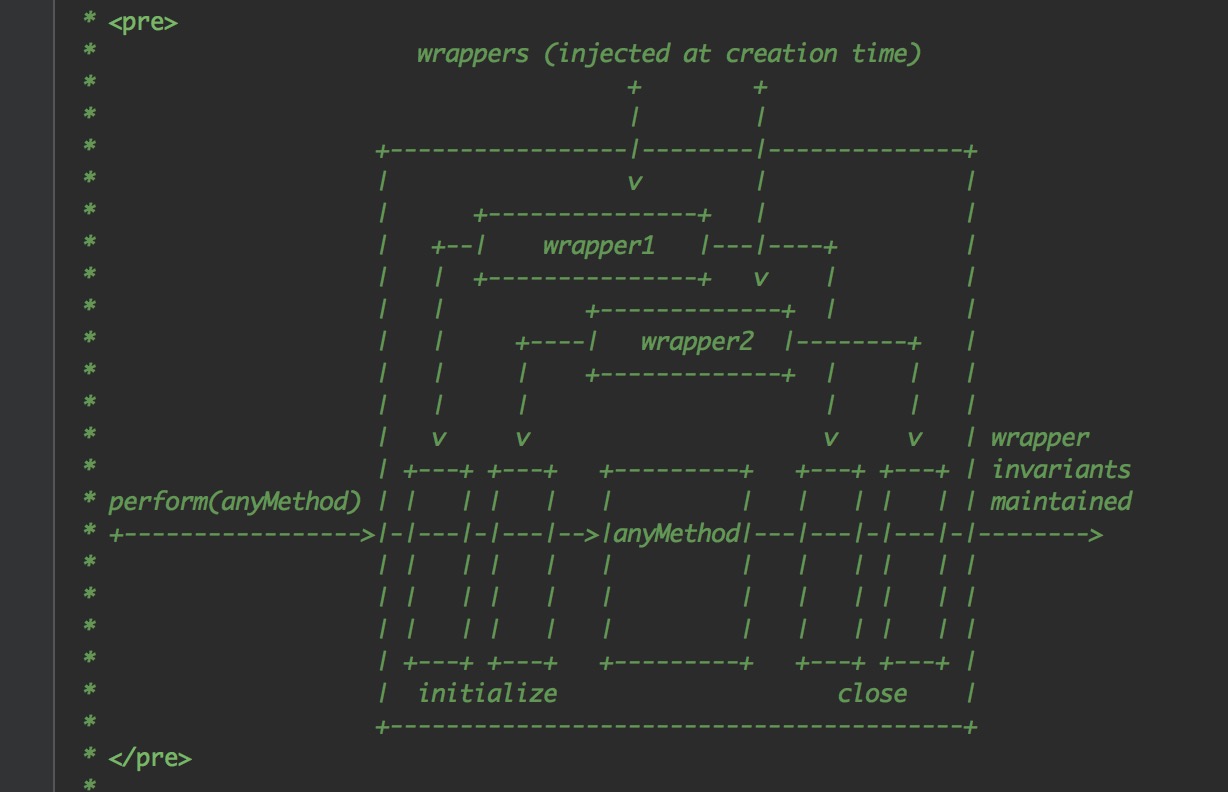 * <pre>
*                       wrappers (injected at creation time)
*                                      +        +
*                                      |        |
*                    +-----------------|--------|--------------+
*                    |                 v        |              |
*                    |      +---------------+   |              |
*                    |   +--|    wrapper1   |---|----+         |
*                    |   |  +---------------+   v    |         |
*                    |   |          +-------------+  |         |
*                    |   |     +----|   wrapper2  |--------+   |
*                    |   |     |    +-------------+  |     |   |
*                    |   |     |                     |     |   |
*                    |   v     v                     v     v   | wrapper
*                    | +---+ +---+   +---------+   +---+ +---+ | invariants
* perform(anyMethod) | |   | |   |   |         |   |   | |   | | maintained
* +----------------->|-|---|-|---|-->|anyMethod|---|---|-|---|-|-------->
*                    | |   | |   |   |         |   |   | |   | |
*                    | |   | |   |   |         |   |   | |   | |
*                    | |   | |   |   |         |   |   | |   | |
*                    | +---+ +---+   +---------+   +---+ +---+ |
*                    |  initialize                    close    |
*                    +-----------------------------------------+
* </pre>
*